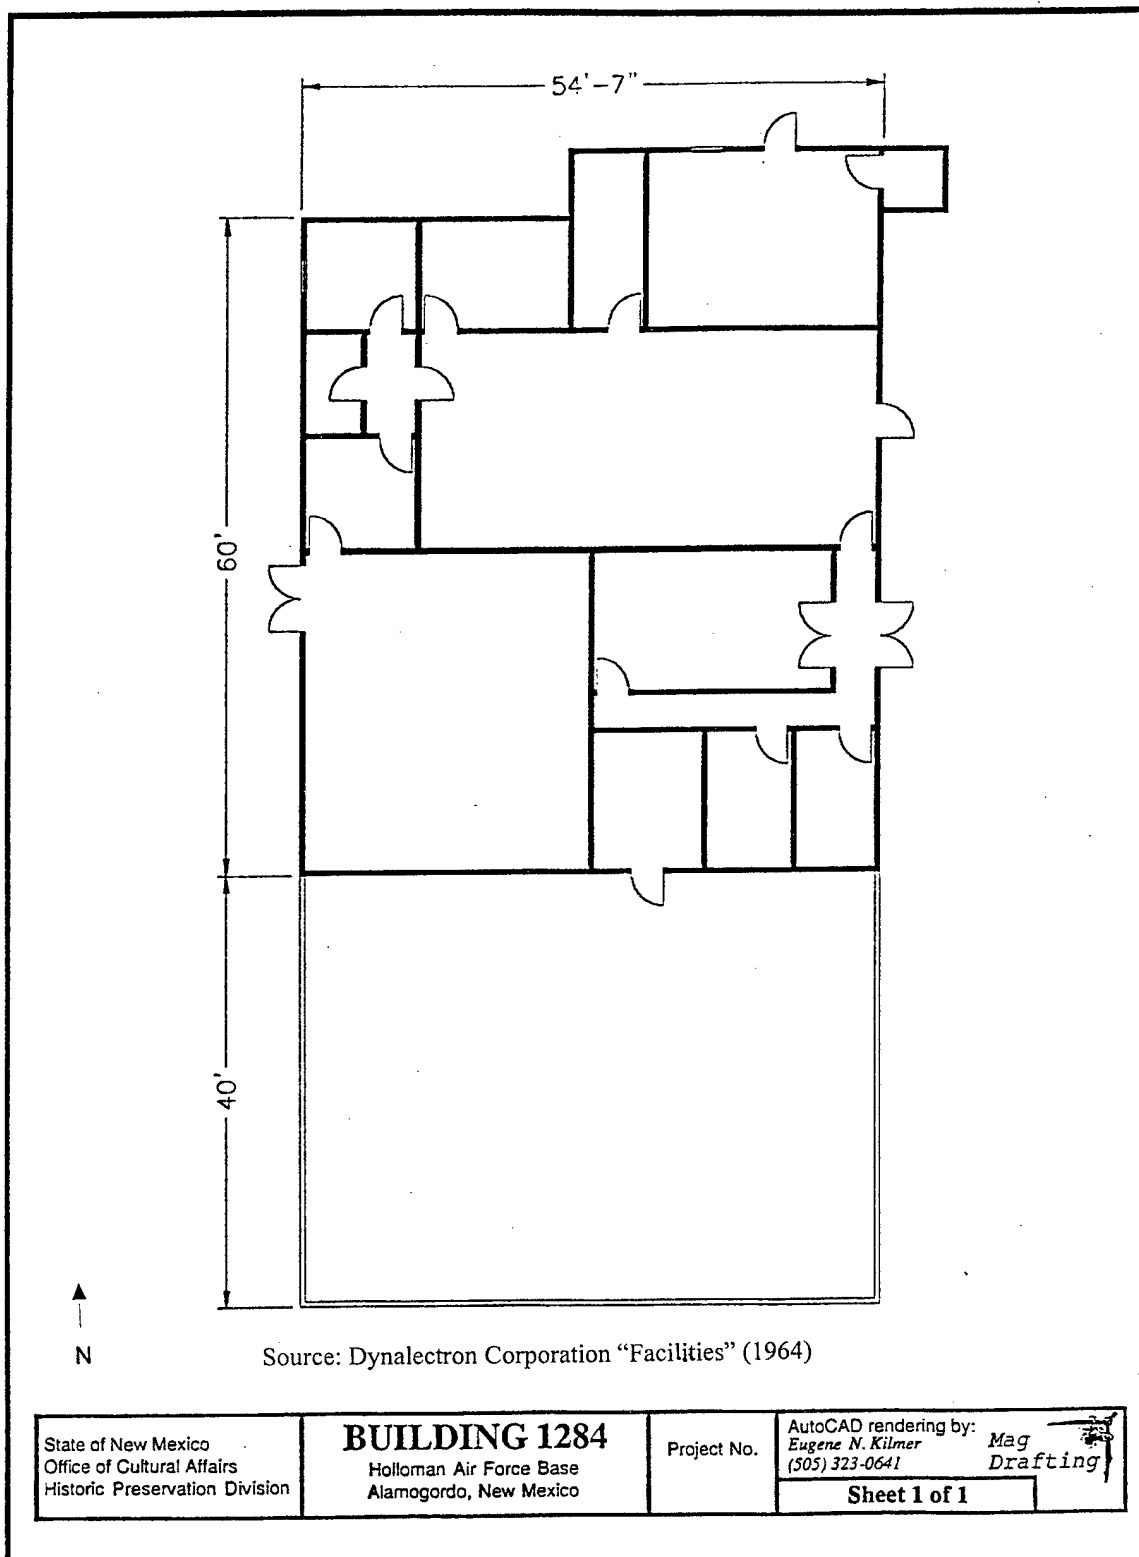 54'-7"
60'
40'
N
Source: Dynalectron Corporation “Facilities” (1964)
State of New Mexico
Office of Cultural Affairs
Historic Preservation Division
BUILDING 1284
Holloman Air Force Base
Alamogordo, New Mexico
Project No.
AutoCAD rendering by:
Eugene N. Kilmer
(505) 323-0641
Mag
Drafting
Sheet 1 of 1